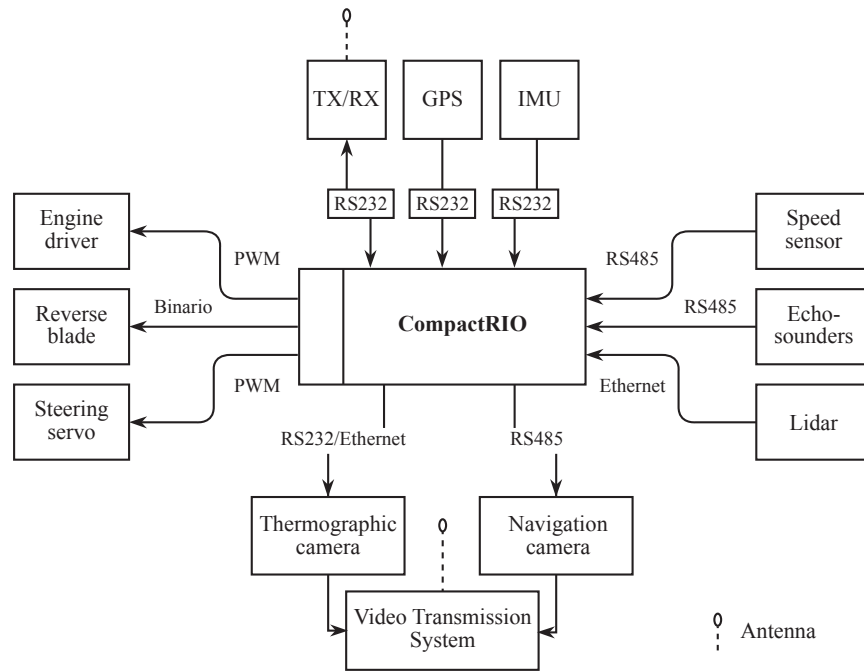 TX/RX
GPS
IMU
RS232
RS232
RS232
Engine
driver
PWM
Reverse
blade
Binario
Steering
servo
PWM
CompactRIO
Speed
sensor
RS485
Echo-
sounders
RS485
Lidar
Ethernet
RS232/Ethernet
RS485
Thermographic
camera
Navigation
camera
Video Transmission
System
Antenna